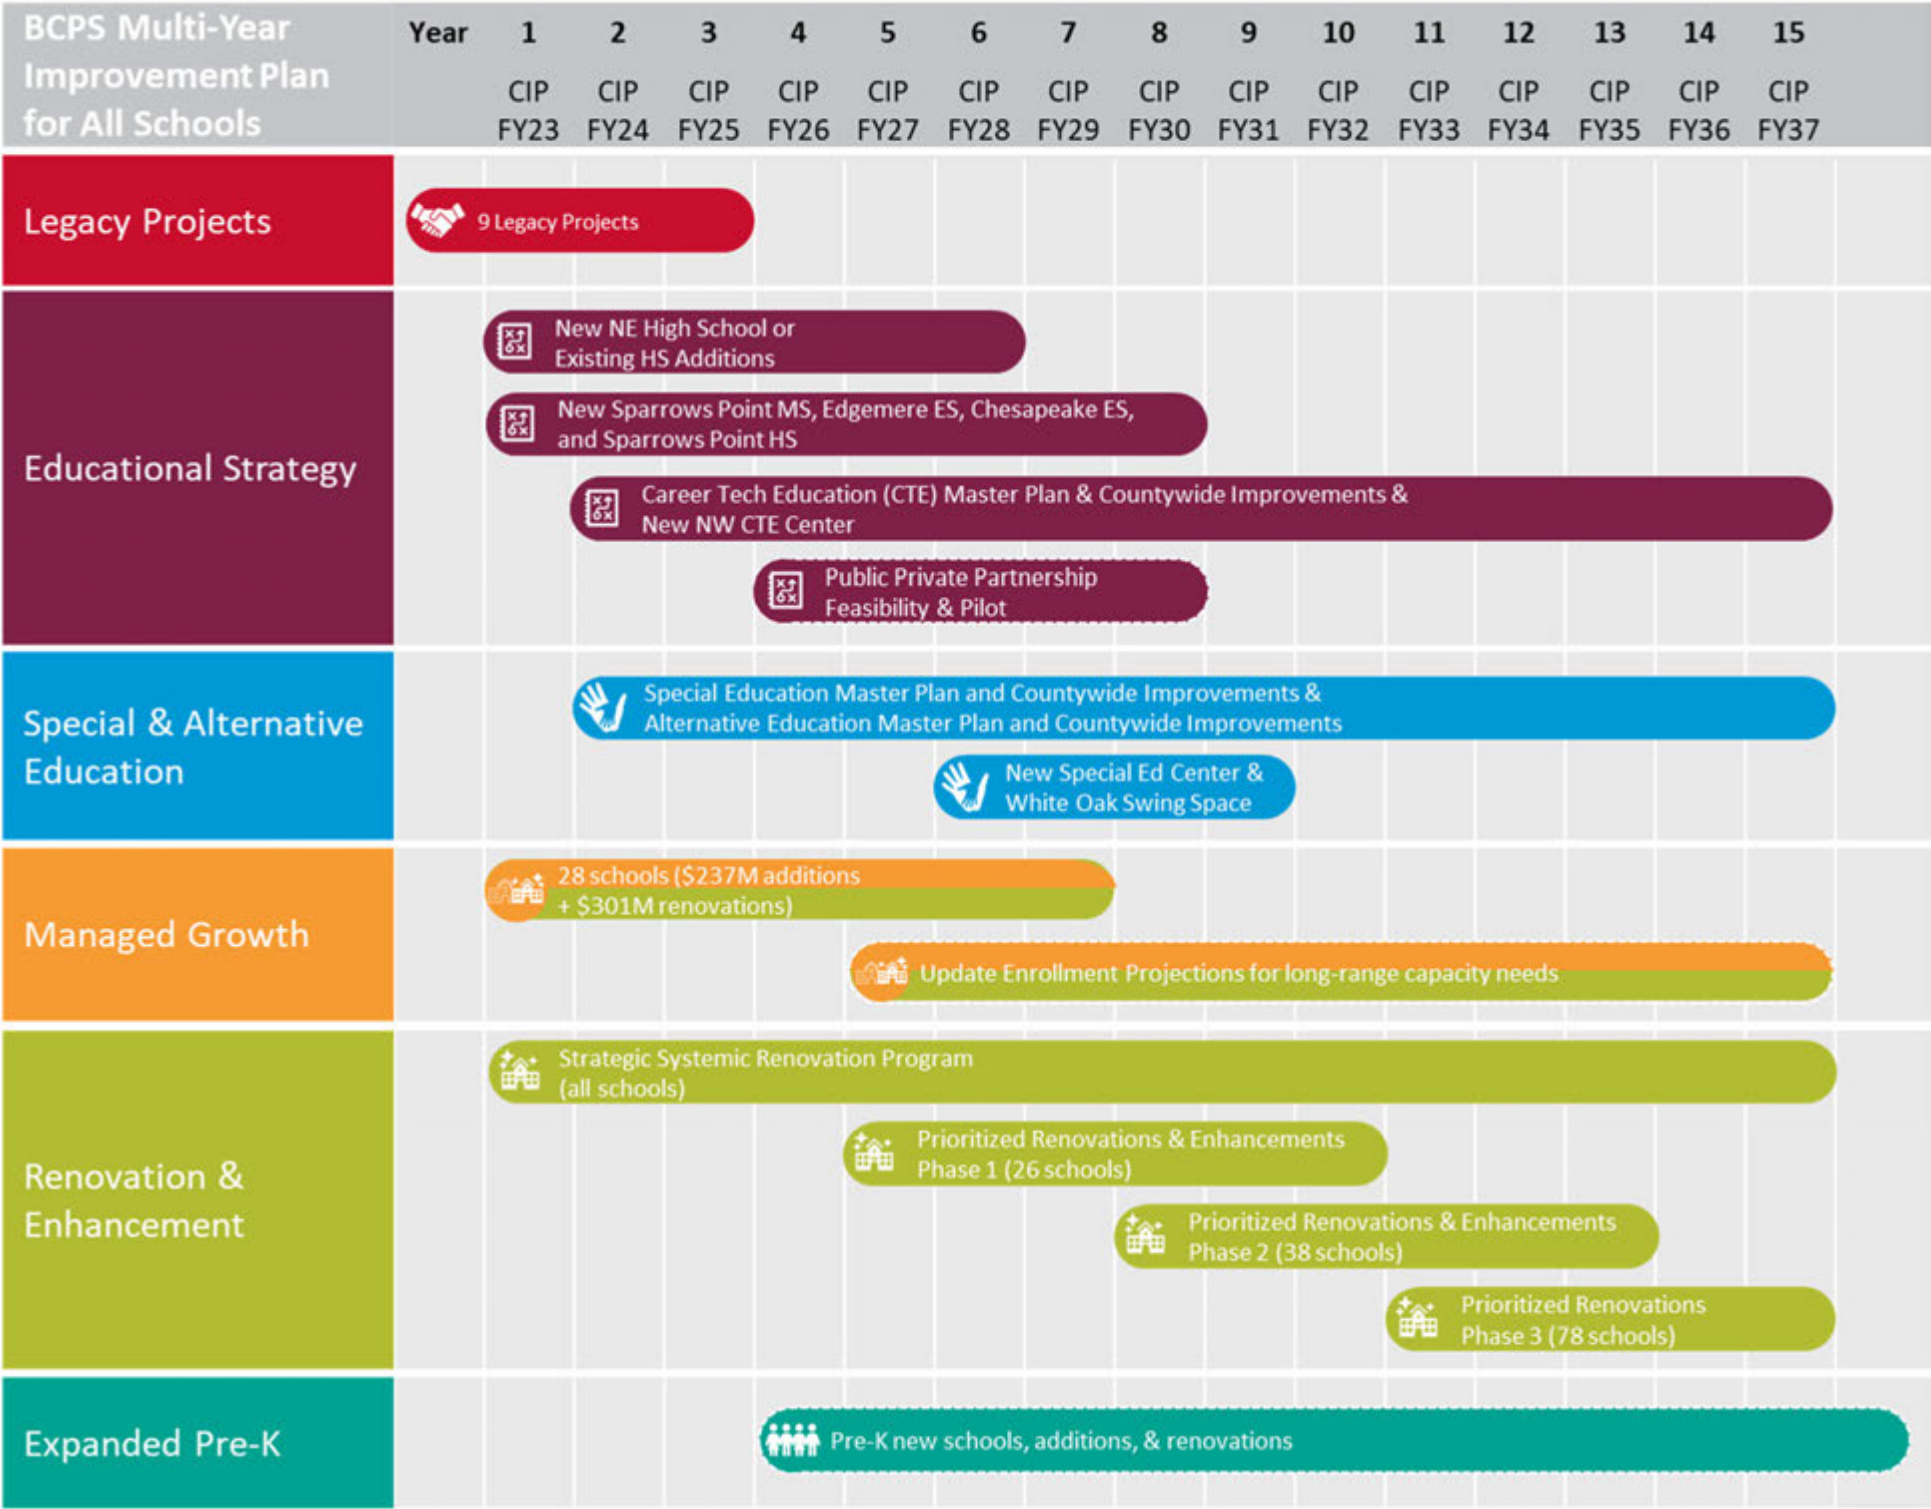 BCPS Multi-Year
Improvement Plan
for All Schools
Year 1 2 3 4 5 6 7 8 9 10 11 12 13 14 15
CIP CIP CIP CIP CIP CIP CIP CIP CIP CIP CIP CIP CIP CIP CIP
FY23 FY24 FY25 FY26 FY27 FY28 FY29 FY30 FY31 FY32 FY33 FY34 FY35 FY36 FY37
Legacy Projects
9 Legacy Projects
Educational Strategy
New NE High School or
Existing HS Additions
New Sparrows Point MS, Edgemere ES, Chesapeake ES,
and Sparrows Point HS
Career Tech Education (CTE) Master Plan & Countywide Improvements &
New NW CTE Center
Public Private Partnership
Feasibility & Pilot
Special & Alternative
Education
Special Education Master Plan and Countywide Improvements &
Alternative Education Master Plan and Countywide Improvements
New Special Ed Center &
White Oak Swing Space
Managed Growth
28 schools ($237M additions
+ $301M renovations)
Update Enrollment Projections for long-range capacity needs
Renovation &
Enhancement
Strategic Systemic Renovation Program
(all schools)
Prioritized Renovations & Enhancements
Phase 1 (26 schools)
Prioritized Renovations & Enhancements
Phase 2 (38 schools)
Prioritized Renovations
Phase 3 (78 schools)
Expanded Pre-K
Pre-K new schools, additions, & renovations